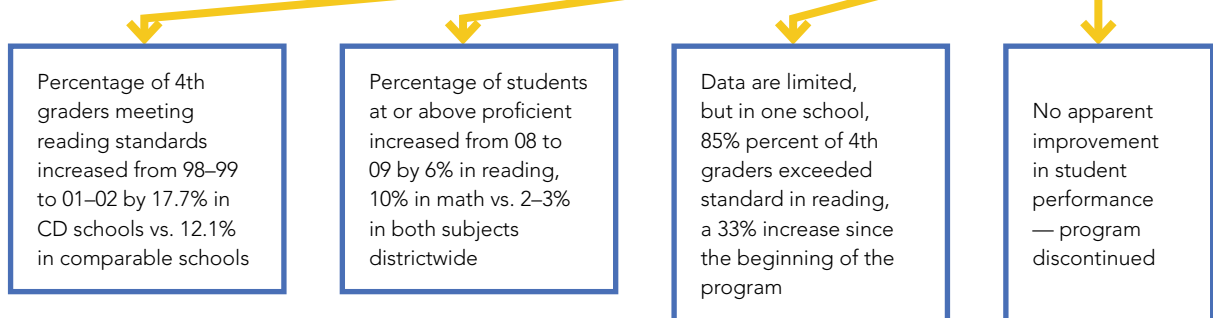 Percentage of 4th
graders meeting
reading standards
increased from 98–99
to 01–02 by 17.7% in
CD schools vs. 12.1%
in comparable schools
Percentage of students
at or above proficient
increased from 08 to
09 by 6% in reading,
10% in math vs. 2–3%
in both subjects
districtwide
Data are limited,
but in one school,
85% percent of 4th
graders exceeded
standard in reading,
a 33% increase since
the beginning of the
program
No apparent
improvement
in student
performance
— program
discontinued